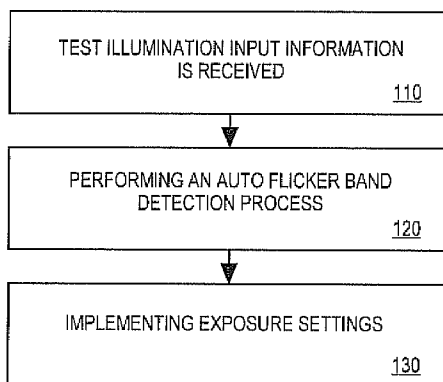 TEST ILLUMINATION INPUT INFORMATION
IS RECEIVED
110
PERFORMING AN AUTO FLICKER BAND
DETECTION PROCESS
120
IMPLEMENTING EXPOSURE SETTINGS
130